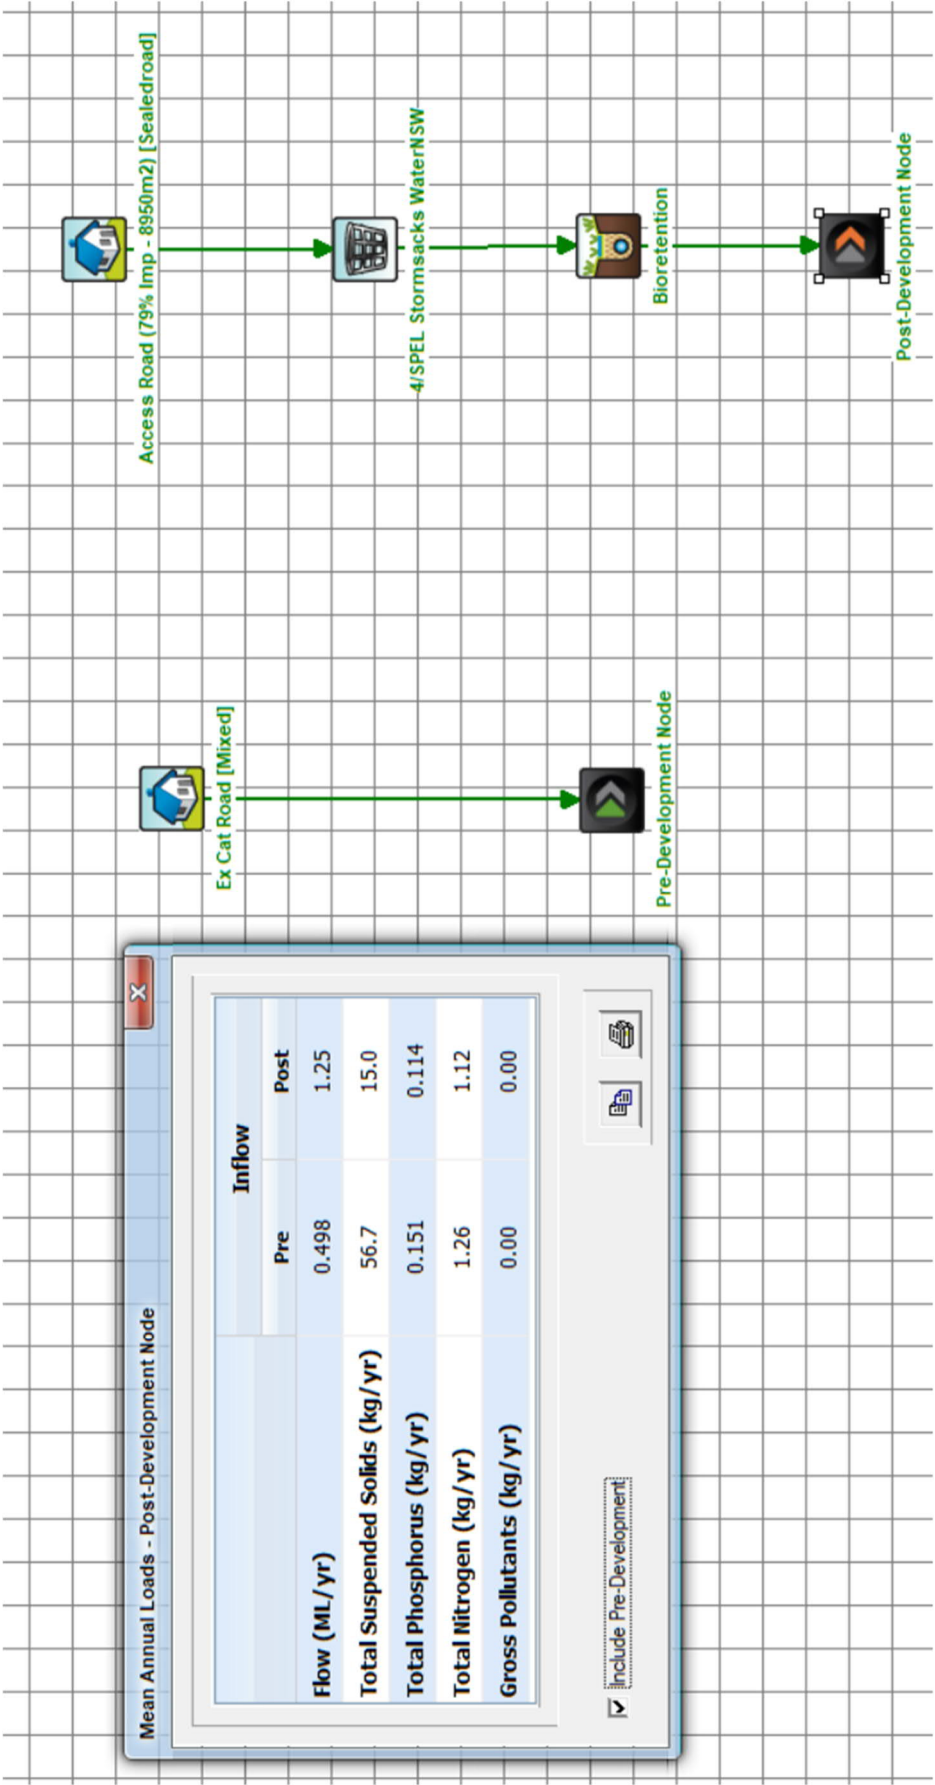 Mean Annual Loads - Post-Development Node
Inflow
Pre Post
Flow (ML/yr) 0.498 1.25
Total Suspended Solids (kg/yr) 56.7 15.0
Total Phosphorus (kg/yr) 0.151 0.114
Total Nitrogen (kg/yr) 1.26 1.12
Gross Pollutants (kg/yr) 0.00 0.00
Include Pre-Development
Ex Cat Road [Mixed]
Pre-Development Node
Access Road (79% Imp - 8950m2) [Sealedroad]
4/SPEL Stormsacks WaterNSW
Bioretention
Post-Development Node